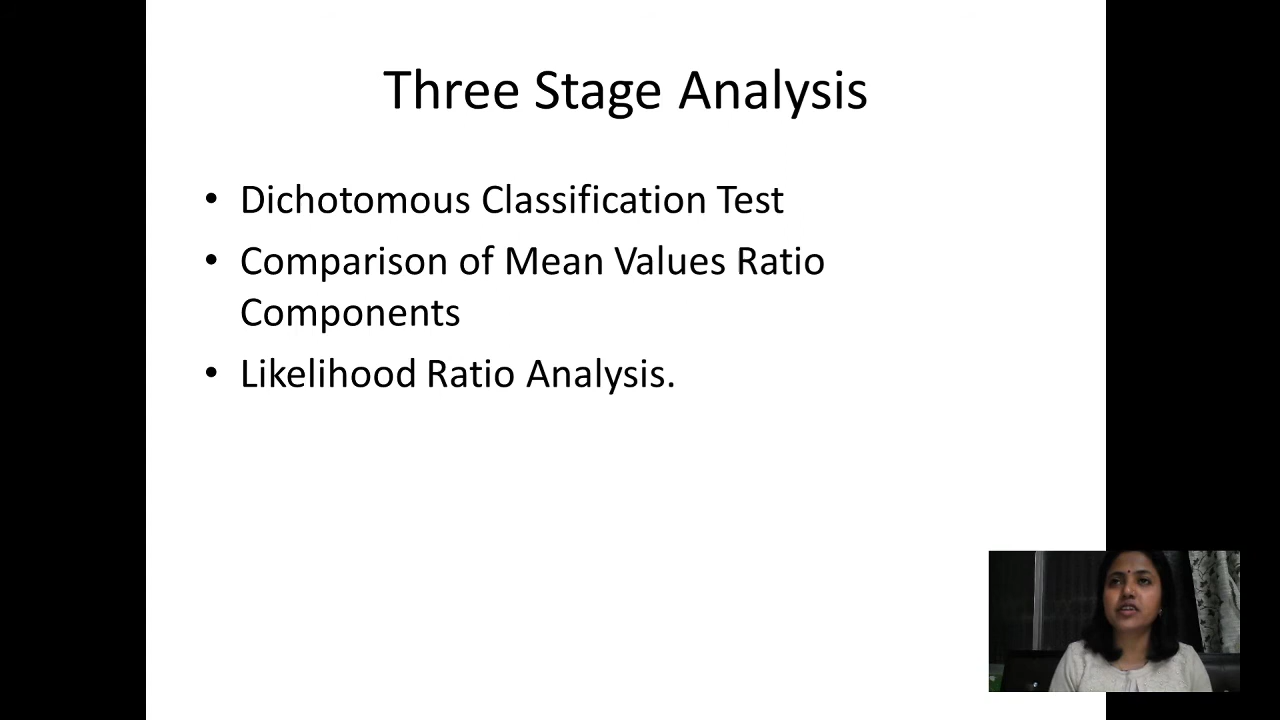 Three Stage Analysis
• Dichotomous Classification Test
• Comparison of Mean Values Ratio
Components
• Likelihood Ratio Analysis.